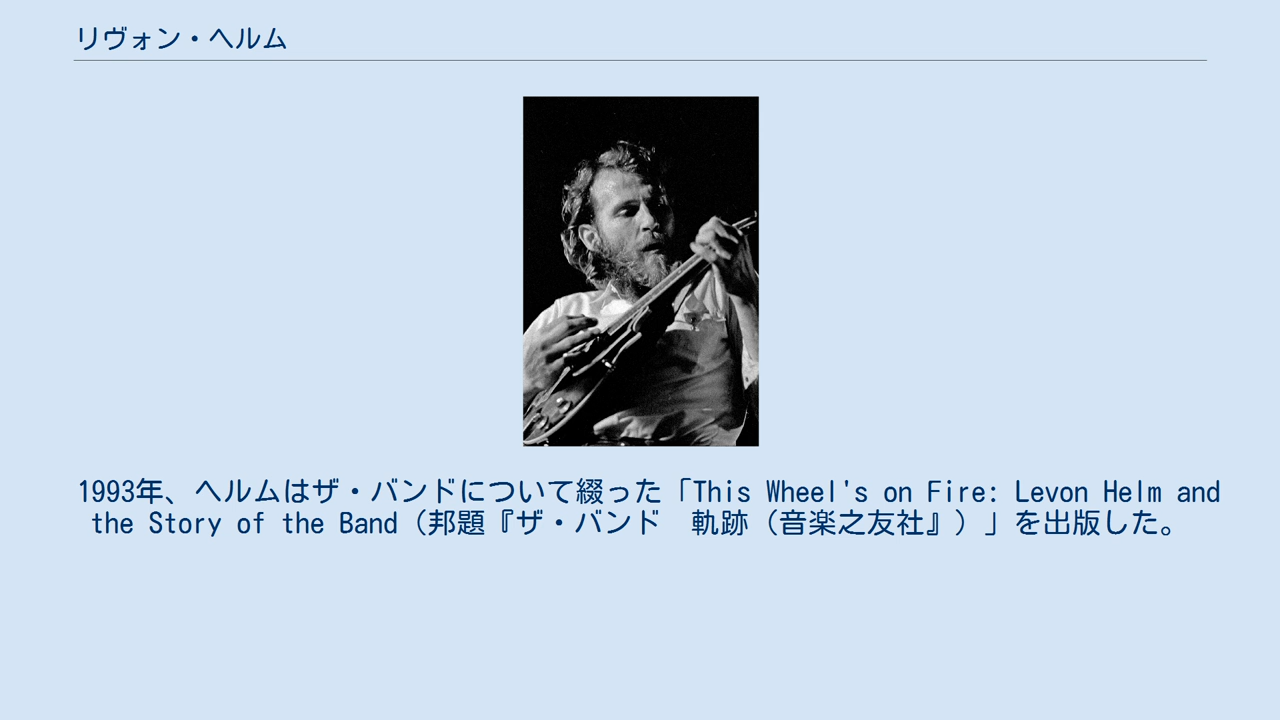 リヴォン・ヘルム
1993年、ヘルムはザ・バンドについて綴った「This Wheel's on Fire: Levon Helm and
the Story of the Band（邦題『ザ・バンド　軌跡（音楽之友社』）」を出版した。